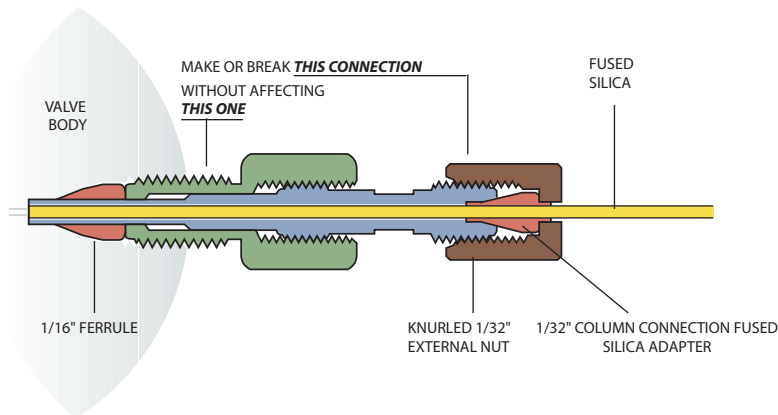 MAKE OR BREAK THIS CONNECTION
WITHOUT AFFECTING
THIS ONE
FUSED
SILICA
VALVE
BODY
1/16" FERRULE
KNURLED 1/32"
EXTERNAL NUT
1/32" COLUMN CONNECTION FUSED
SILICA ADAPTER